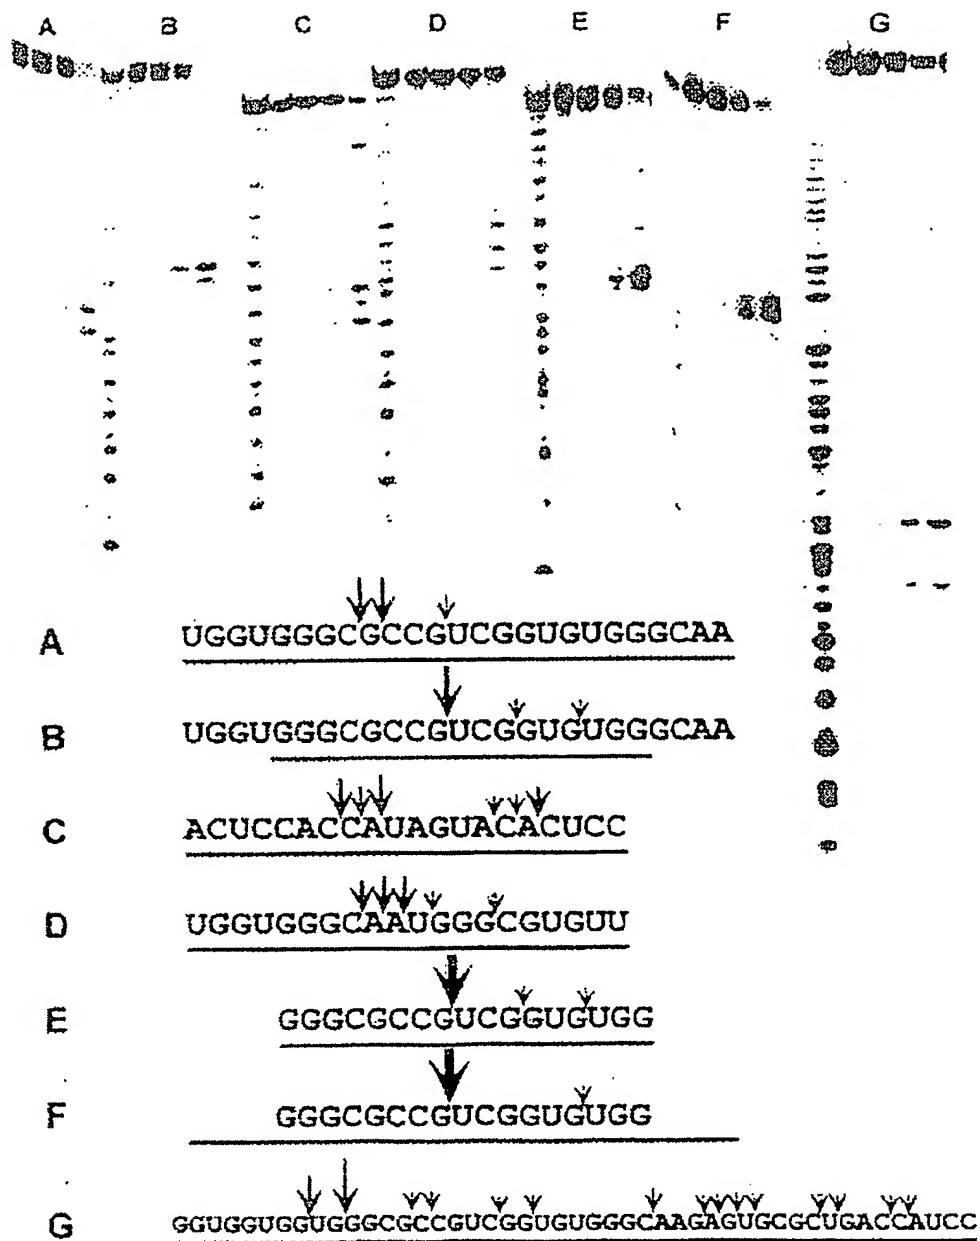 A B C D E F G
A UGGUGGGCGCCGUCGGUGUGGGCAA
B UGGUGGGCGCCGUCGGUGUGGGCAA
C ACUCCACCAUAGUACACUCC
D UGGUGGGCAAUGGGCGUGUU
E GGGCGCCGUCGGUGUGG
F GGGCGCCGUCGGUGUGG
G GGUGGUGGUGGGCGCCGUCGGUGUGGGCAAGAGUGCGCUGACCAUCC